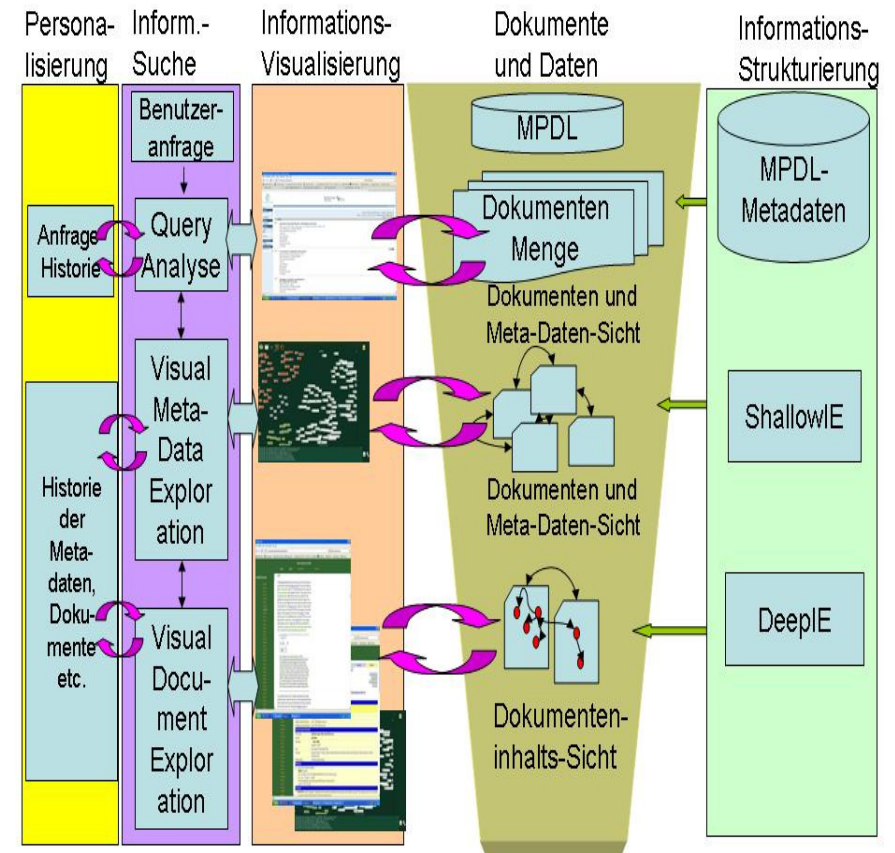 Persona-
lisierung
Inform.-
Suche
Informations-
Visualisierung
Dokumente
und Daten
Informations-
Strukturierung
Anfrage
Historie
Historie
der
Meta-
daten,
Doku-
mente
etc.
Benutzer-
anfrage
Query
Analyse
Visual
Meta-
Data
Explor
ation
Visual
Docu-
ment
Explor
ation
MPDL
Dokumenten
Menge
Dokumenten und
Meta-Daten-Sicht
Dokumenten und
Meta-Daten-Sicht
Dokumenten-
inhalts-Sicht
MPDL-
Metadaten
ShallowIE
DeepIE